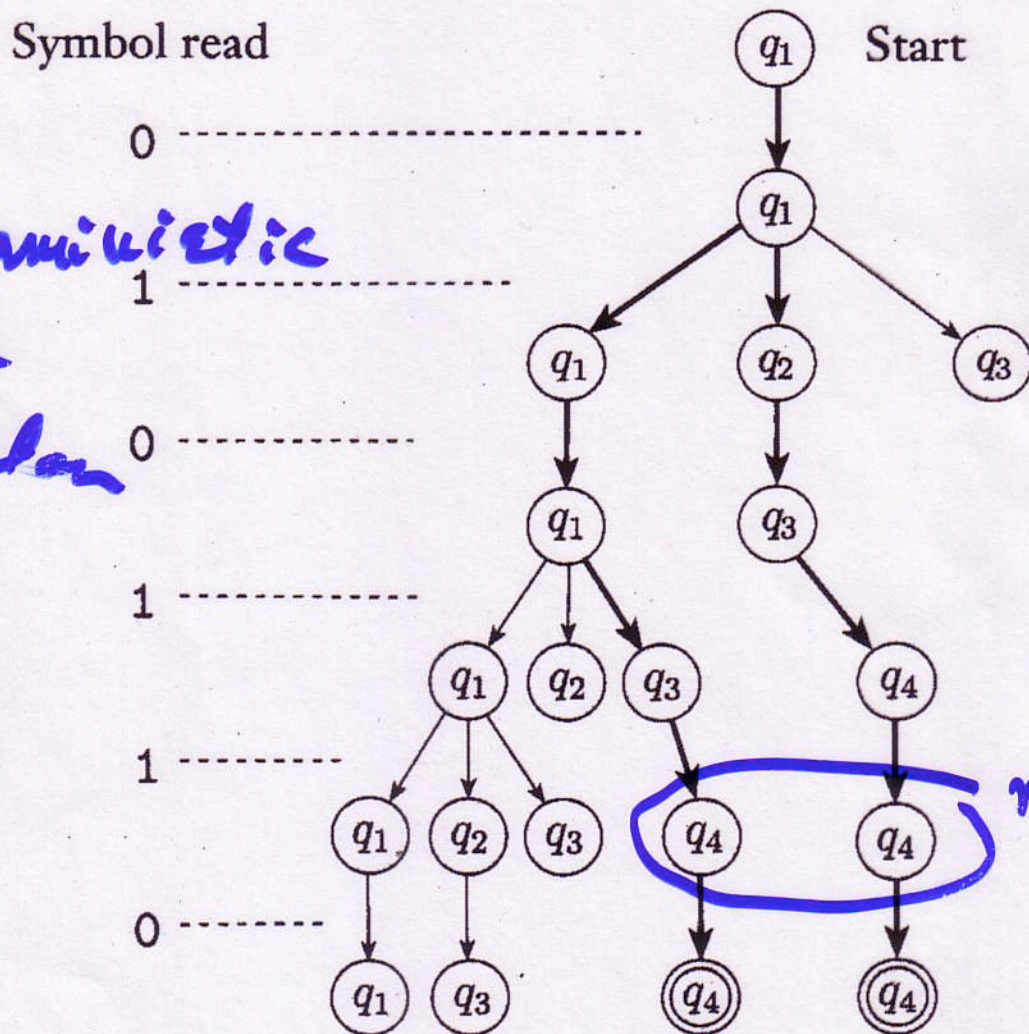 Symbol read
q1 Start
0
q1
1
q1 q2 q3
0
q1 q3
1
q1 q2 q3 q4
1
q1 q2 q3 q4 q4
0
q1 q3 q4 q4